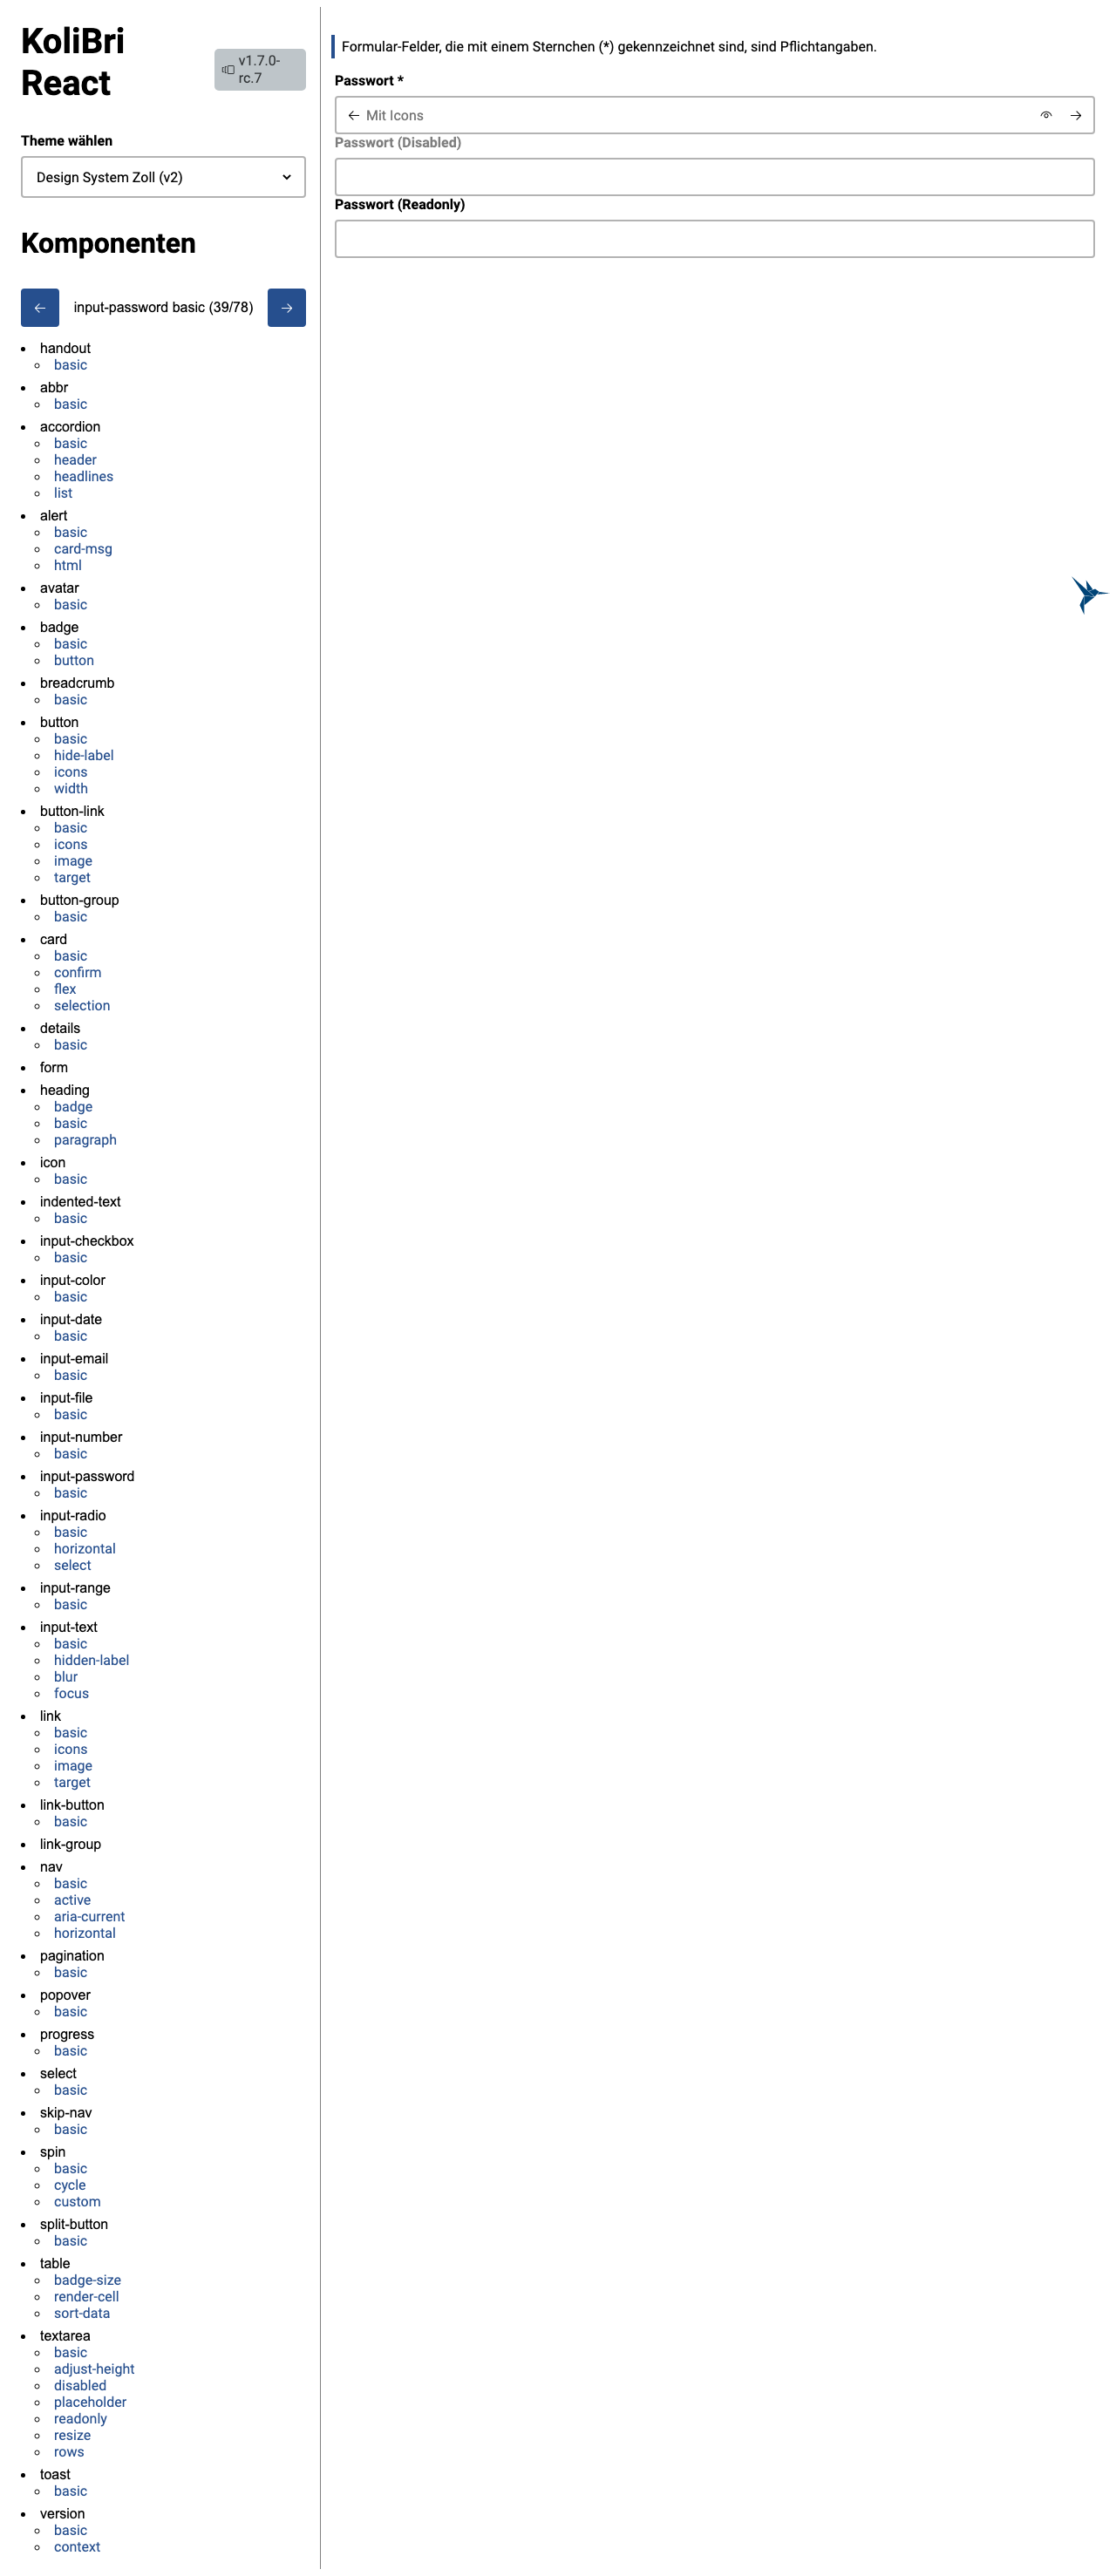 KoliBri
React
v1.7.0-
rc.7
Theme wählen
Design System Zoll (v2)
Komponenten
input-password basic (39/78)
handout
basic
abbr
basic
accordion
basic
header
headlines
list
alert
basic
card-msg
html
avatar
basic
badge
basic
button
breadcrumb
basic
button
basic
hide-label
icons
width
button-link
basic
icons
image
target
button-group
basic
card
basic
confirm
flex
selection
details
basic
form
heading
badge
basic
paragraph
icon
basic
indented-text
basic
input-checkbox
basic
input-color
basic
input-date
basic
input-email
basic
input-file
basic
input-number
basic
input-password
basic
input-radio
basic
horizontal
select
input-range
basic
input-text
basic
hidden-label
blur
focus
link
basic
icons
image
target
link-button
basic
link-group
nav
basic
active
aria-current
horizontal
pagination
basic
popover
basic
progress
basic
select
basic
skip-nav
basic
spin
basic
cycle
custom
split-button
basic
table
badge-size
render-cell
sort-data
textarea
basic
adjust-height
disabled
placeholder
readonly
resize
rows
toast
basic
version
basic
context
Formular-Felder, die mit einem Sternchen (*) gekennzeichnet sind, sind Pflichtangaben.
Passwort *
Mit Icons
Passwort (Disabled)
Passwort (Readonly)